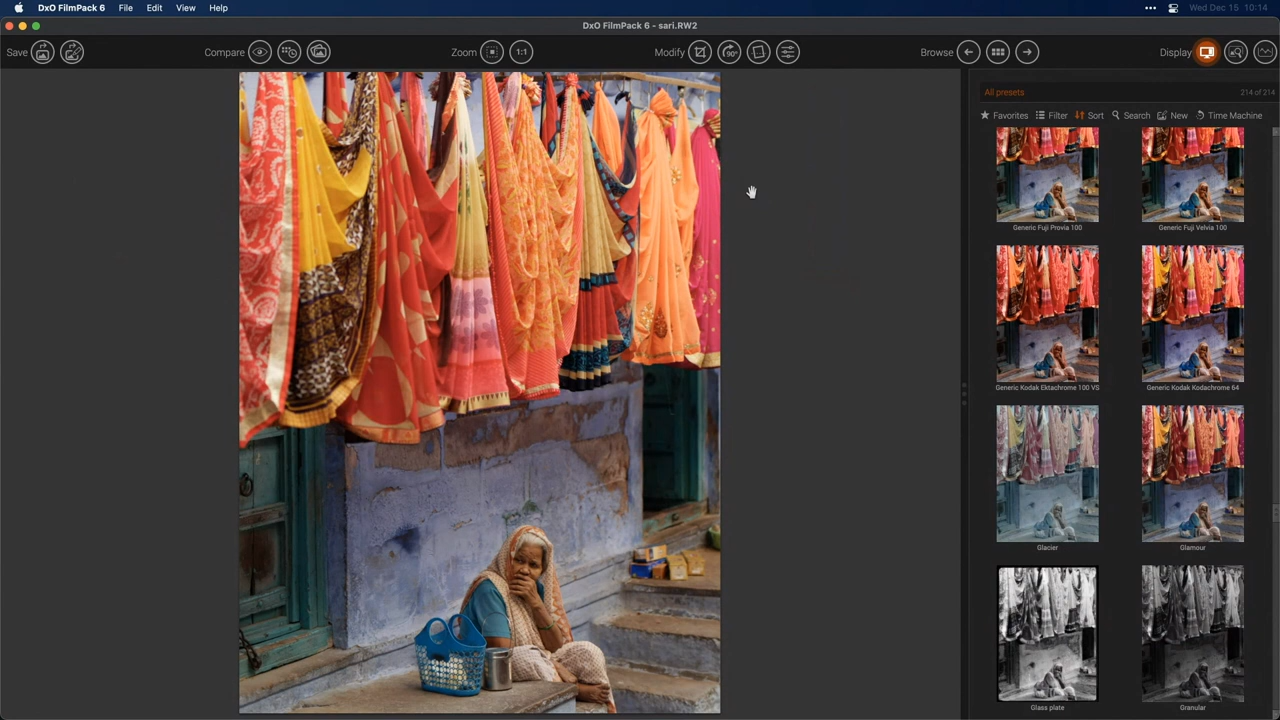 DxO FilmPack 6 File Edit View Help Wed Dec 15 10:14
DxO FilmPack 6 - sari.RW2
Save Compare Zoom 1:1 Modify 90° Browse Display
All presets 214 of 214
Favorites Filter Sort Search New Time Machine
Generic Fuji Provia 100 Generic Fuji Velvia 100
Generic Kodak Ektachrome 100 VS Generic Kodak Kodachrome 64
Glacier Glamour
Glass plate Granular